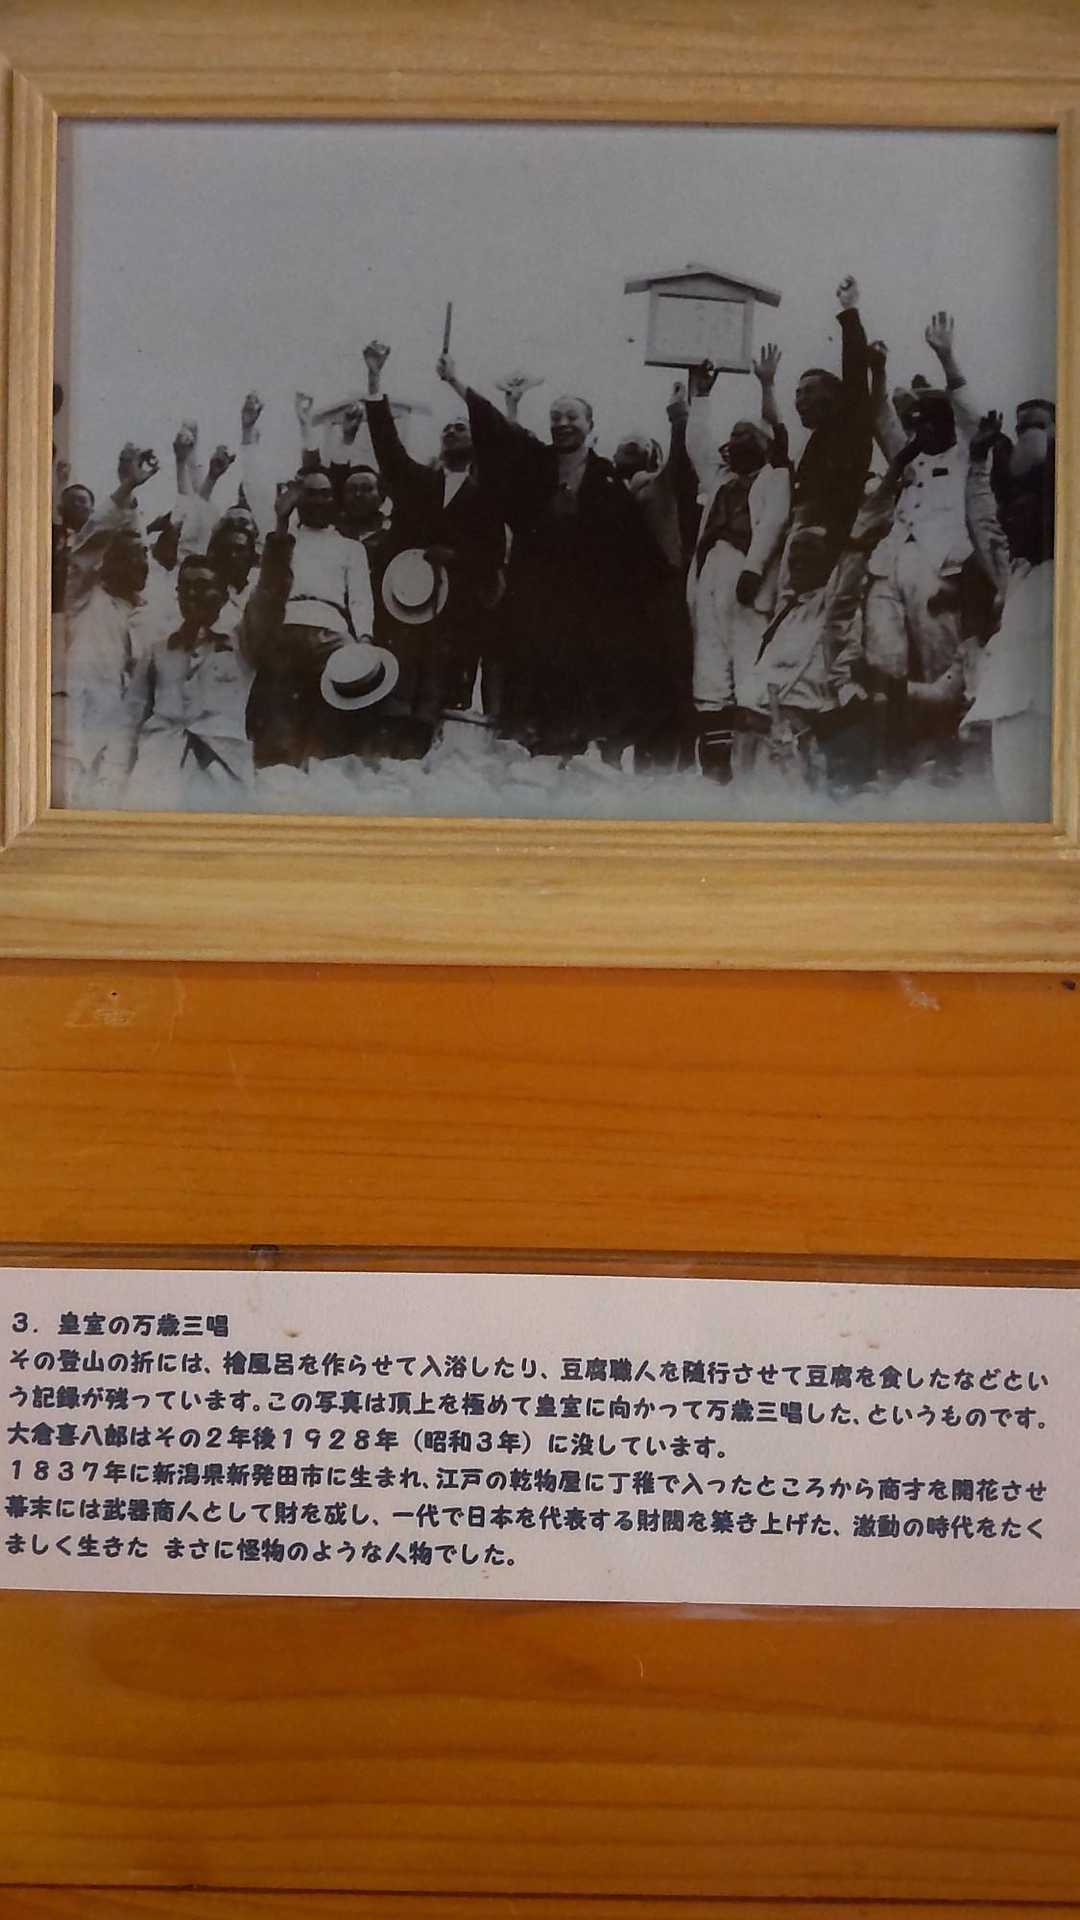 ３．皇室の万歳三唱
その登山の折には、檜風呂を作らせて入浴したり、豆腐職人を随行させて豆腐を食したなどとい
う記録が残っています。この写真は頂上を極めて皇室に向かって万歳三唱した、というものです。
大倉喜八郎はその２年後１９２８年（昭和３年）に没しています。
１８３７年に新潟県新発田市に生まれ、江戸の乾物屋に丁稚で入ったところから商才を開花させ
幕末には武器商人として財を成し、一代で日本を代表する財閥を築き上げた、激動の時代をたく
ましく生きた まさに怪物のような人物でした。